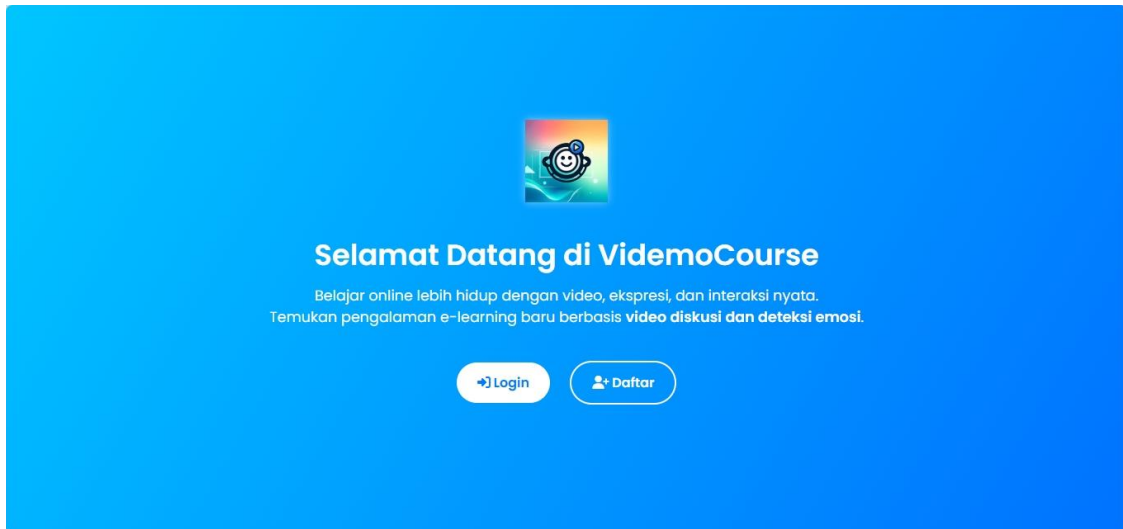 Selamat Datang di VidemoCourse
Belajar online lebih hidup dengan video, ekspresi, dan interaksi nyata.
Temukan pengalaman e-learning baru berbasis video diskusi dan deteksi emosi.
Login
Daftar